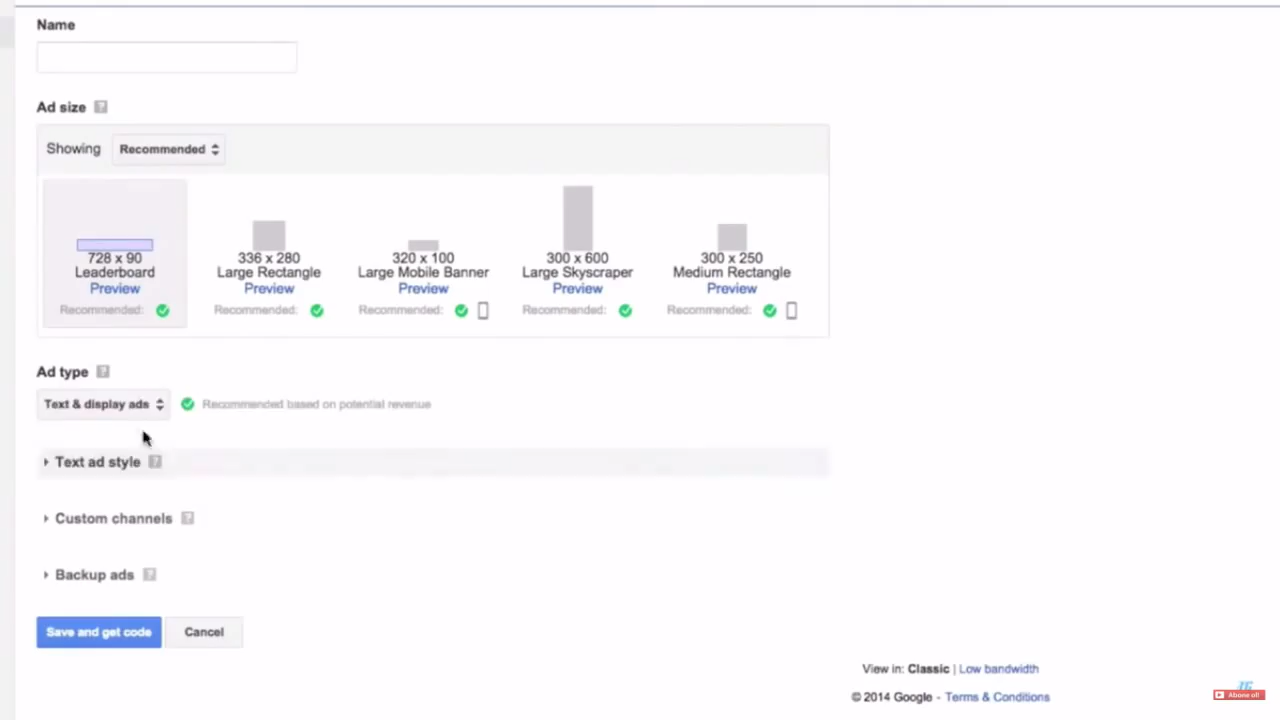 Name
Ad size ?
Showing Recommended
728 x 90 336 x 280 320 x 100 300 x 600 300 x 250
Leaderboard Large Rectangle Large Mobile Banner Large Skyscraper Medium Rectangle
Preview Preview Preview Preview Preview
Recommended: Recommended: Recommended: Recommended: Recommended:
Ad type ?
Text & display ads Recommended based on potential revenue
Text ad style ?
Custom channels ?
Backup ads ?
Save and get code Cancel
View in: Classic | Low bandwidth
© 2014 Google - Terms & Conditions
Abone ol!